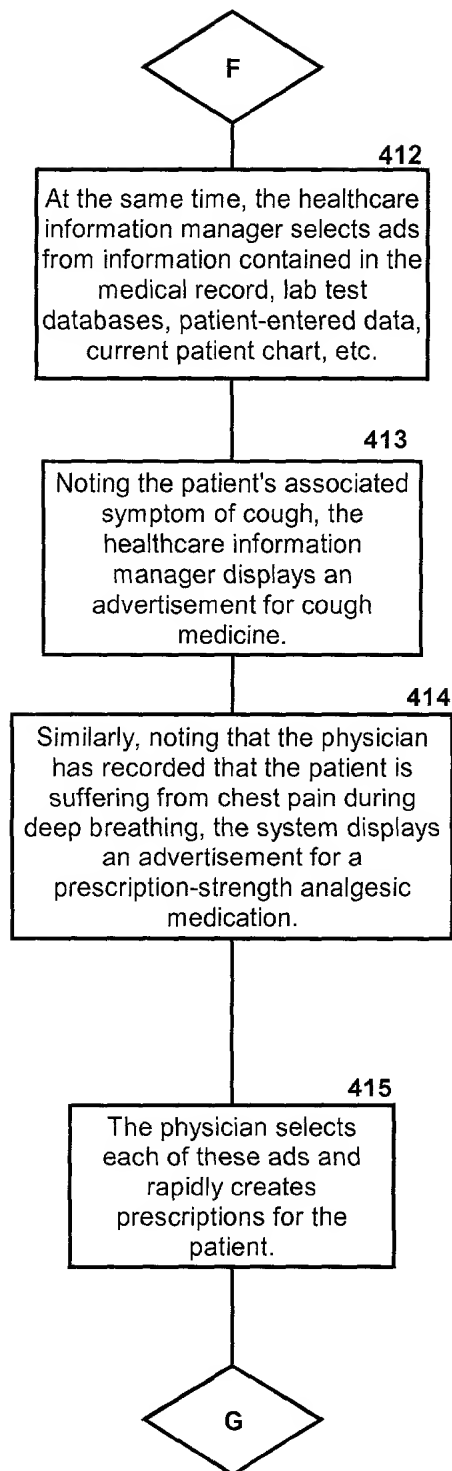 F
412
At the same time, the healthcare
information manager selects ads
from information contained in the
medical record, lab test
databases, patient-entered data,
current patient chart, etc.
413
Noting the patient's associated
symptom of cough, the
healthcare information
manager displays an
advertisement for cough
medicine.
414
Similarly, noting that the physician
has recorded that the patient is
suffering from chest pain during
deep breathing, the system displays
an advertisement for a
prescription-strength analgesic
medication.
415
The physician selects
each of these ads and
rapidly creates
prescriptions for the
patient.
G